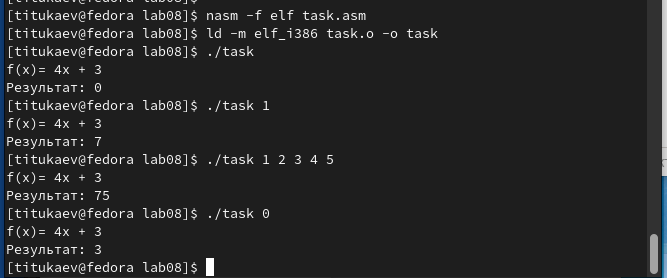 [titukaev@fedora lab08]$ nasm -f elf task.asm
[titukaev@fedora lab08]$ ld -m elf_i386 task.o -o task
[titukaev@fedora lab08]$ ./task
f(x)= 4x + 3
Результат: 0
[titukaev@fedora lab08]$ ./task 1
f(x)= 4x + 3
Результат: 7
[titukaev@fedora lab08]$ ./task 1 2 3 4 5
f(x)= 4x + 3
Результат: 75
[titukaev@fedora lab08]$ ./task 0
f(x)= 4x + 3
Результат: 3
[titukaev@fedora lab08]$